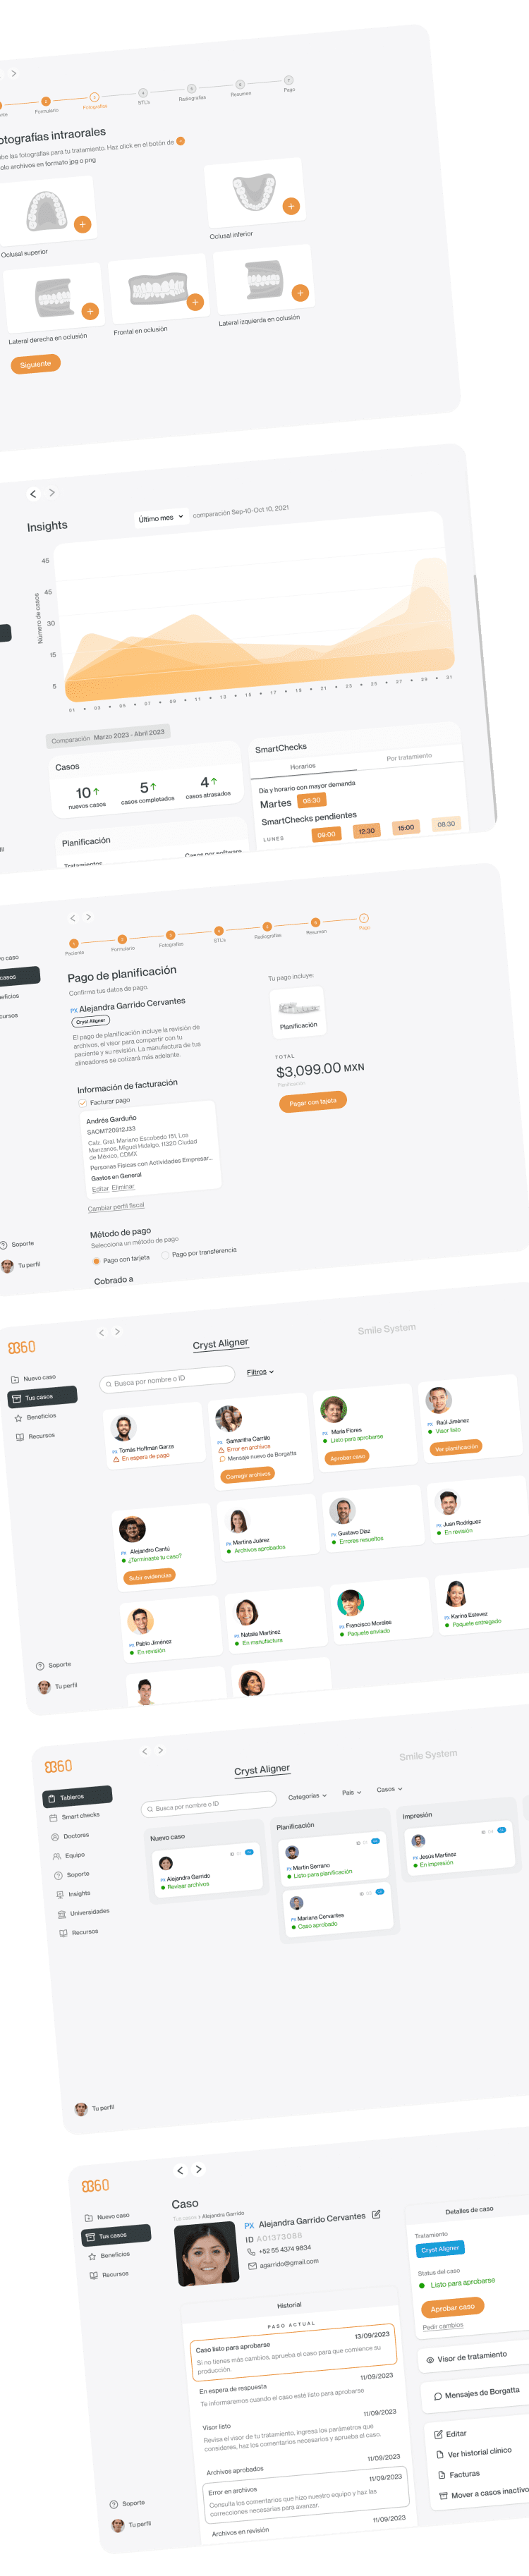 Formulario
Fotografias
STL's
Radiografías
Resumen
Pago
otografías intraorales
be las fotografías para tu tratamiento. Haz click en el botón de +
olo archivos en formato jpg o png
Oclusal superior
Oclusal inferior
Lateral derecha en oclusión
Frontal en oclusión
Lateral izquierda en oclusión
Siguiente
Insights
Último mes
comparación Sep-10-Oct 10, 2021
Número de casos
45
45
30
15
5
01 • 03 • 05 • 07 • 09 • 11 • 13 • 15 • 17 • 19 • 21 • 23 • 25 • 27 • 29 • 31
Comparación Marzo 2023 - Abril 2023
Casos
10
nuevos casos
5
casos completados
4
casos atrasados
Planificación
Tratamientos
Casos por software
SmartChecks
Horarios
Por tratamiento
Día y horario con mayor demanda
Martes 08:30
SmartChecks pendientes
LUNES 09:00 12:30 15:00 08:30
Paciente
Formulario
Fotografías
STL's
Radiografías
Resumen
Pago
o caso
casos
eficios
cursos
Soporte
Tu perfil
Pago de planificación
Confirma tus datos de pago.
PX Alejandra Garrido Cervantes
Cryst Aligner
El pago de planificación incluye la revisión de
archivos, el visor para compartir con tu
paciente y su revisión. La manufactura de tus
alineadores se cotizará más adelante.
Información de facturación
Facturar pago
Andrés Garduño
SAOM720912J33
Calz. Gral. Mariano Escobedo 151, Los
Manzanos, Miguel Hidalgo, 11320 Ciudad
de México, CDMX
Personas Físicas con Actividades Empresar...
Gastos en General
Editar Eliminar
Cambiar perfil fiscal
Método de pago
Selecciona un método de pago
Pago con tarjeta
Pago por transferencia
Cobrado a
Tu pago incluye:
Planificación
TOTAL
$3,099.00 MXN
Planificación
Pagar con tajeta
B360
Nuevo caso
Tus casos
Beneficios
Recursos
Soporte
Tu perfil
Cryst Aligner
Smile System
Busca por nombre o ID
Filtros
PX Tomás Hoffman Garza
En espera de pago
PX Samantha Carrillo
Error en archivos
Mensaje nuevo de Borgatta
Corregir archivos
PX María Flores
Listo para aprobarse
Aprobar caso
PX Raúl Jiménez
Visor listo
Ver planificación
PX Alejandro Cantú
¿Terminaste tu caso?
Subir evidencias
PX Martina Juárez
Archivos aprobados
PX Gustavo Díaz
Errores resueltos
PX Juan Rodríguez
En revisión
PX Pablo Jiménez
En revisión
PX Natalia Martínez
En manufactura
PX Francisco Morales
Paquete enviado
PX Karina Estevez
Paquete entregado
B360
Tableros
Smart checks
Doctores
Equipo
Soporte
Insights
Universidades
Recursos
Tu perfil
Cryst Aligner
Smile System
Busca por nombre o ID
Categorías
País
Casos
Nuevo caso
PX Alejandra Garrido
Revisar archivos
Planificación
PX Martín Serrano
Listo para planificación
PX Mariana Cervantes
Caso aprobado
Impresión
PX Jesús Martínez
En impresión
B360
Nuevo caso
Tus casos
Beneficios
Recursos
Soporte
Tu perfil
Caso
Tus casos > Alejandra Garrido
PX Alejandra Garrido Cervantes
ID A01373088
+52 55 4374 9834
agarrido@gmail.com
Historial
PASO ACTUAL
Caso listo para aprobarse 13/09/2023
Si no tienes más cambios, aprueba el caso para que comience su
producción.
En espera de respuesta 11/09/2023
Te informaremos cuando el caso esté listo para aprobarse
Visor listo 11/09/2023
Revisa el visor de tu tratamiento, ingresa los parámetros que
consideres, haz los comentarios necesarios y aprueba el caso.
Archivos aprobados 11/09/2023
Error en archivos 11/09/2023
Consulta los comentarios que hizo nuestro equipo y haz las
correcciones necesarias para avanzar.
Archivos en revisión 11/09/2023
Detalles de caso
Tratamiento
Cryst Aligner
Status del caso
Listo para aprobarse
Aprobar caso
Pedir cambios
Visor de tratamiento
Mensajes de Borgatta
Editar
Ver historial clínico
Facturas
Mover a casos inactivo